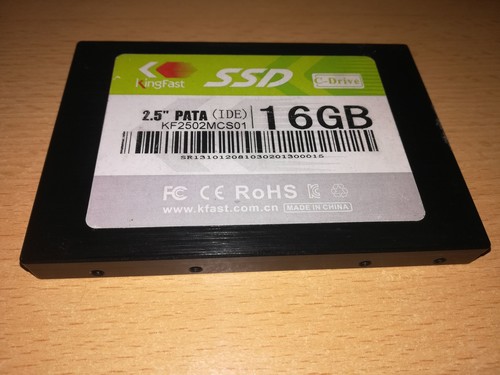 KingFast
SSD
C-Drive
2.5" PATA (IDE) 16GB
KF2502MCS01
SR131012081030201300015
FC CE RoHS
www.kfast.com.cn MADE IN CHINA